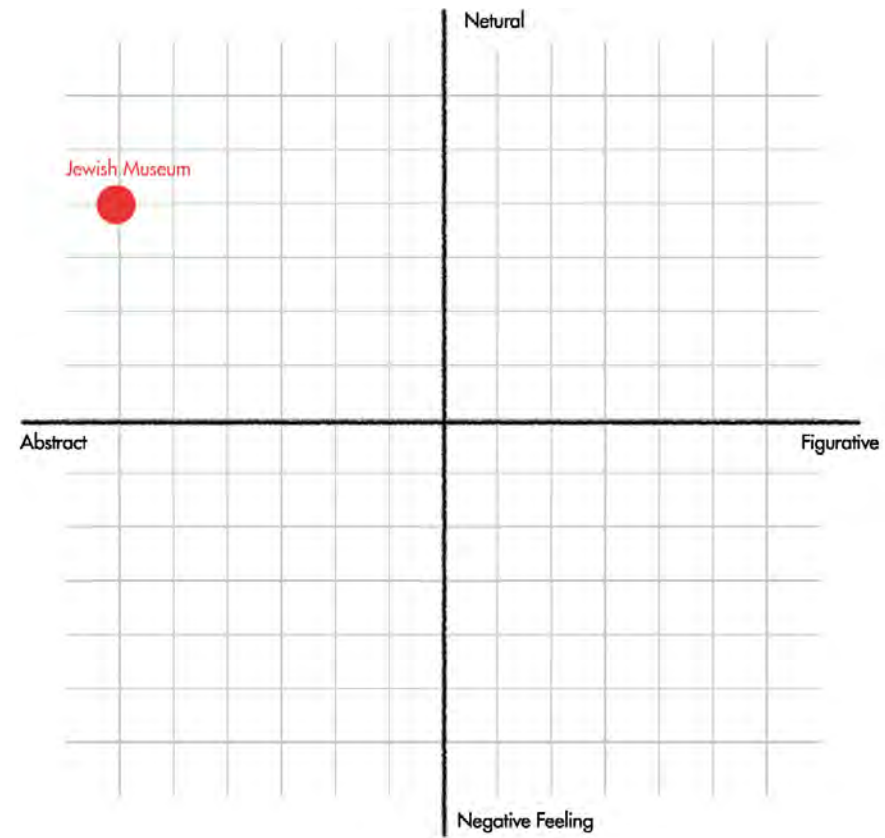 Netural
Jewish Museum
Abstract
Figurative
Negative Feeling